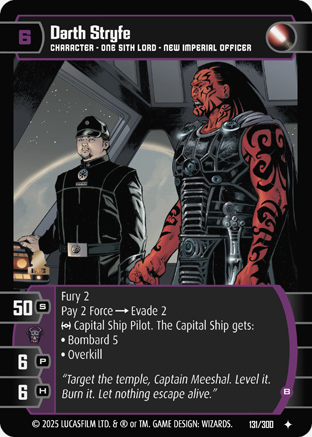 6 Darth Stryfe
CHARACTER - ONE SITH LORD - NEW IMPERIAL OFFICER
50 S
Fury 2
Pay 2 Force → Evade 2
Capital Ship Pilot. The Capital Ship gets:
• Bombard 5
• Overkill
6 P
6 H
“Target the temple, Captain Meeshal. Level it.
Burn it. Let nothing escape alive.”
B
© 2025 LUCASFILM LTD. & ® or TM. GAME DESIGN: WIZARDS. 131/300